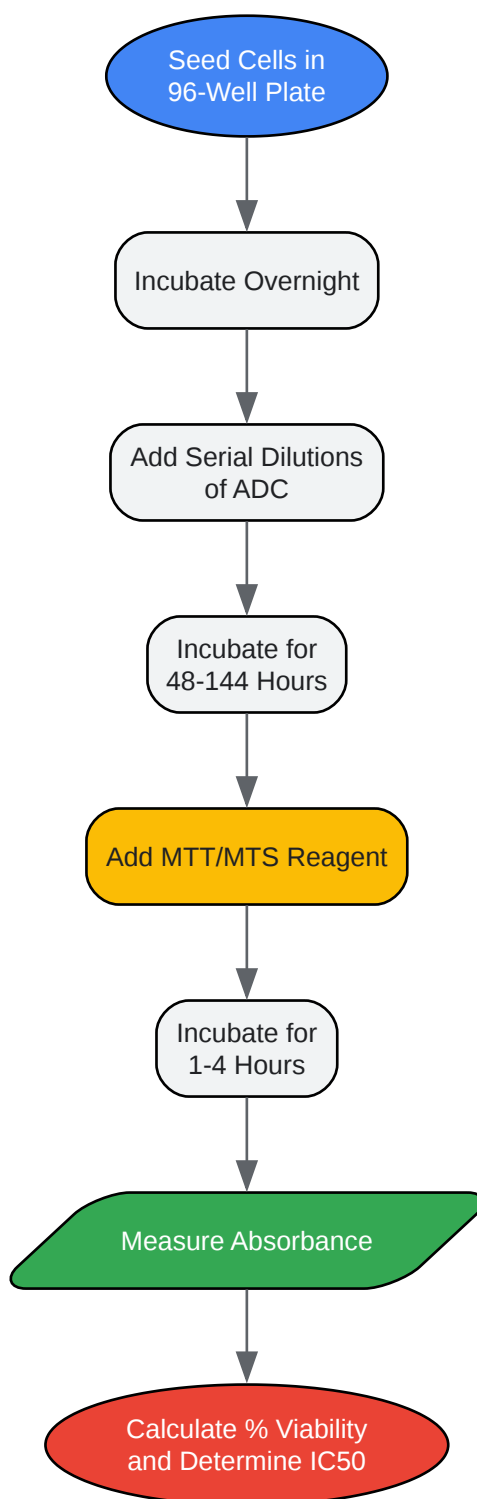 Seed Cells in
96-Well Plate
Incubate Overnight
Add Serial Dilutions
of ADC
Incubate for
48-144 Hours
Add MTT/MTS Reagent
Incubate for
1-4 Hours
Measure Absorbance
Calculate % Viability
and Determine IC50